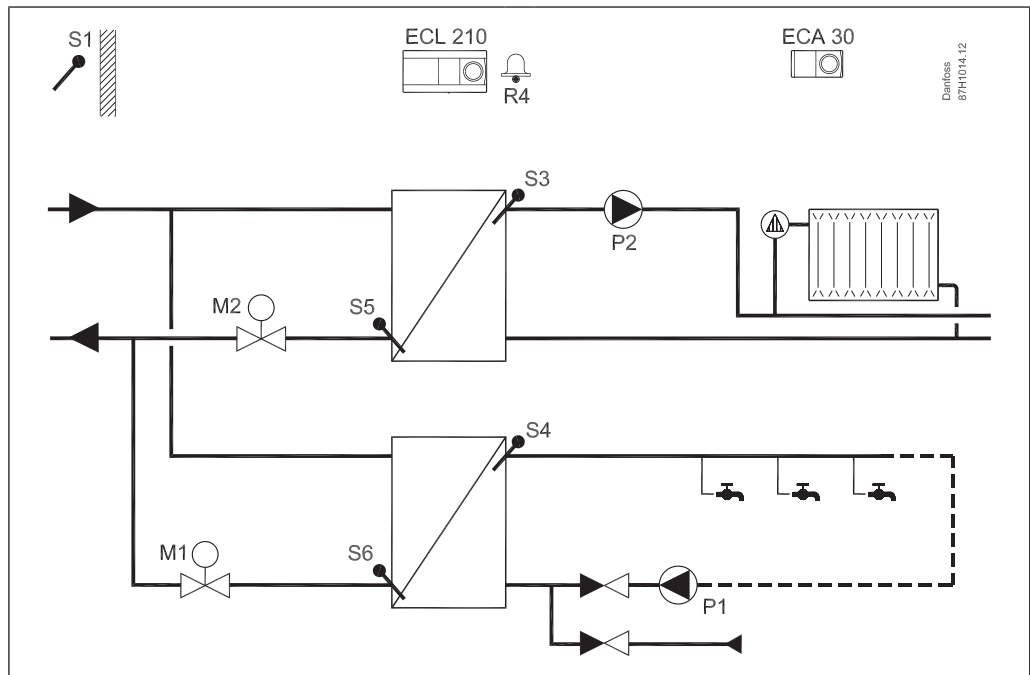 S1
ECL 210
R4
ECA 30
Danfoss
87H1014.12
S3
P2
M2
S5
S4
M1
S6
P1